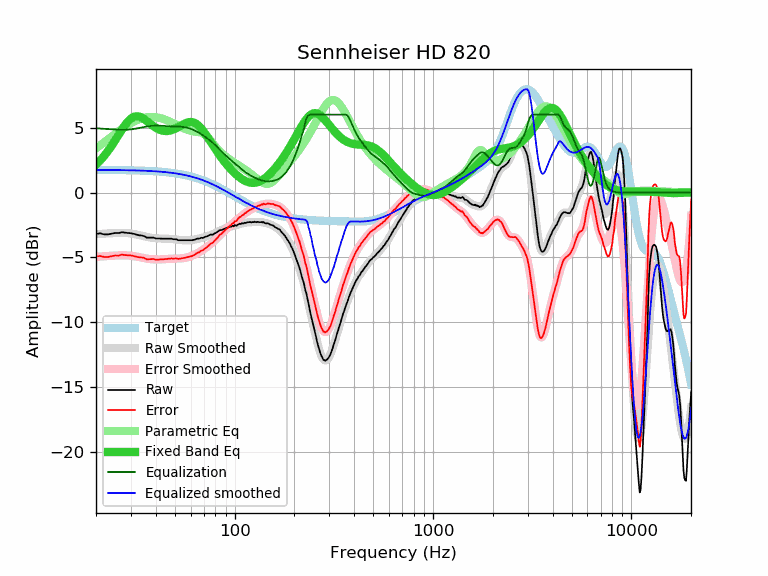 Sennheiser HD 820
Amplitude (dBr)
5
0
−5
−10
−15
−20
Target
Raw Smoothed
Error Smoothed
Raw
Error
Parametric Eq
Fixed Band Eq
Equalization
Equalized smoothed
100
1000
10000
Frequency (Hz)